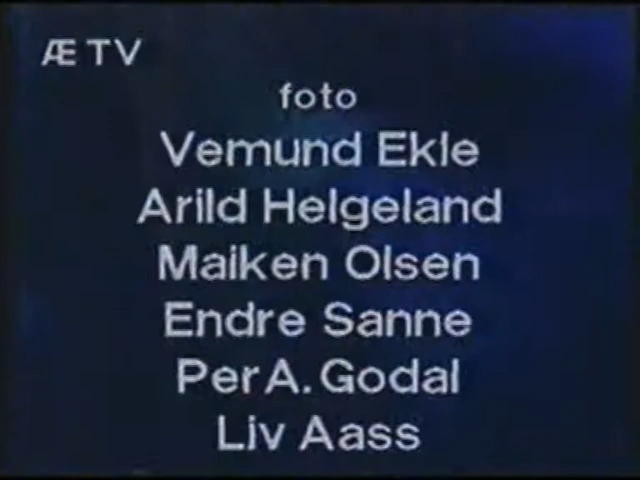 Æ TV
foto
Vemund Ekle
Arild Helgeland
Maiken Olsen
Endre Sanne
Per A. Godal
Liv Aass